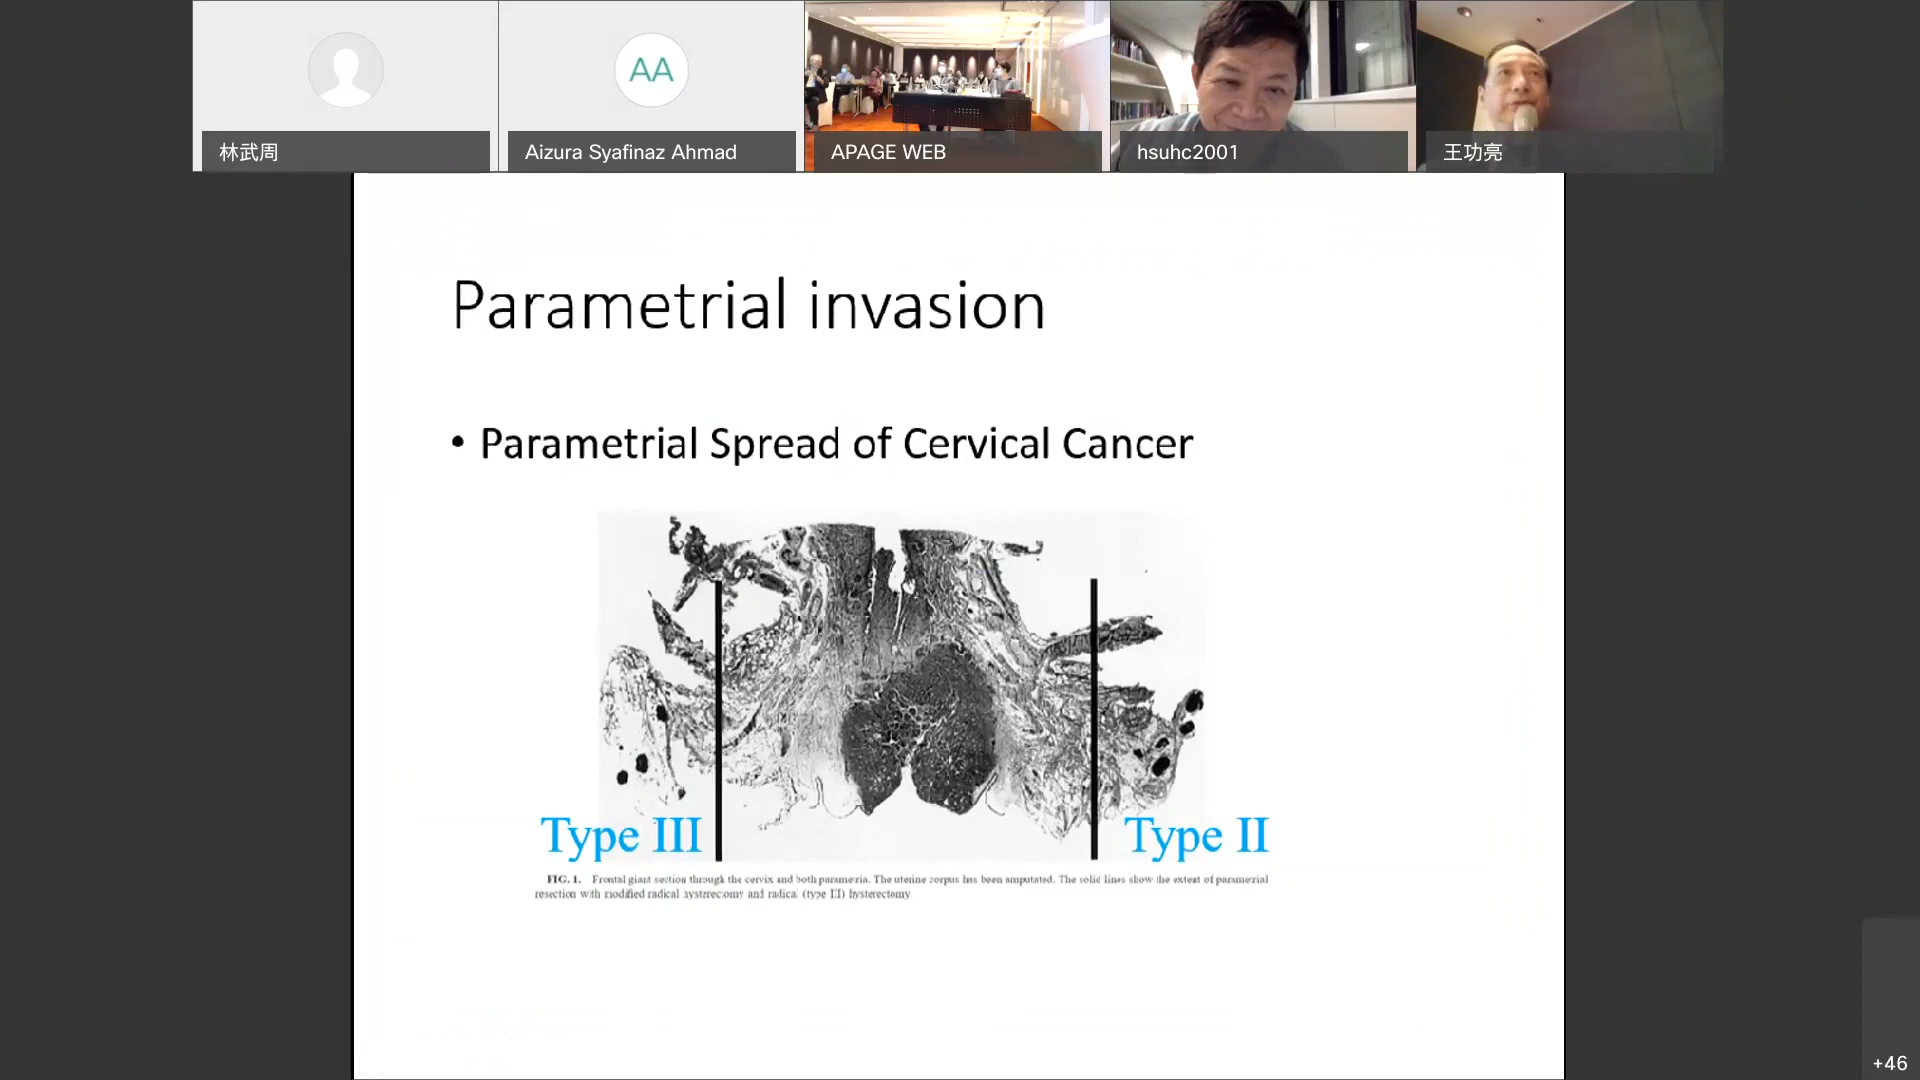 林武周
AA
Aizura Syafinaz Ahmad
APAGE WEB
hsuhc2001
王功亮
Parametrial invasion
• Parametrial Spread of Cervical Cancer
Type III
Type II
FIG. 1. Frontal giant section through the cervix and both parametria. The uterine corpus has been amputated. The solid lines show the extent of parametrial
resection with modified radical hysterectomy and radical (type III) hysterectomy.
+46